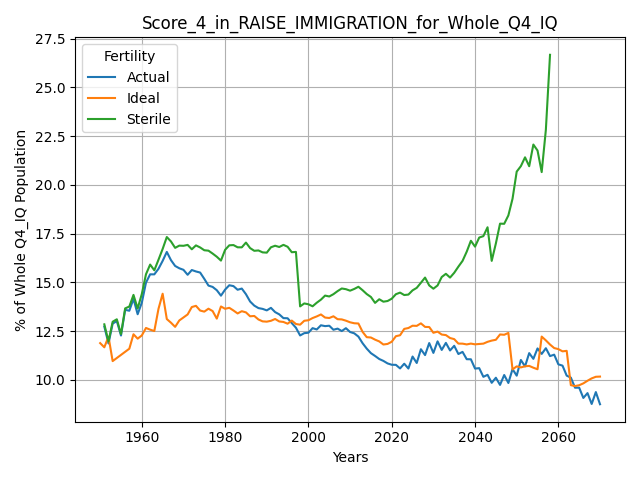 Score_4_in_RAISE_IMMIGRATION_for_Whole_Q4_IQ
27.5
25.0
22.5
20.0
17.5
15.0
12.5
10.0
% of Whole Q4_IQ Population
Fertility
Actual
Ideal
Sterile
1960 1980 2000 2020 2040 2060
Years